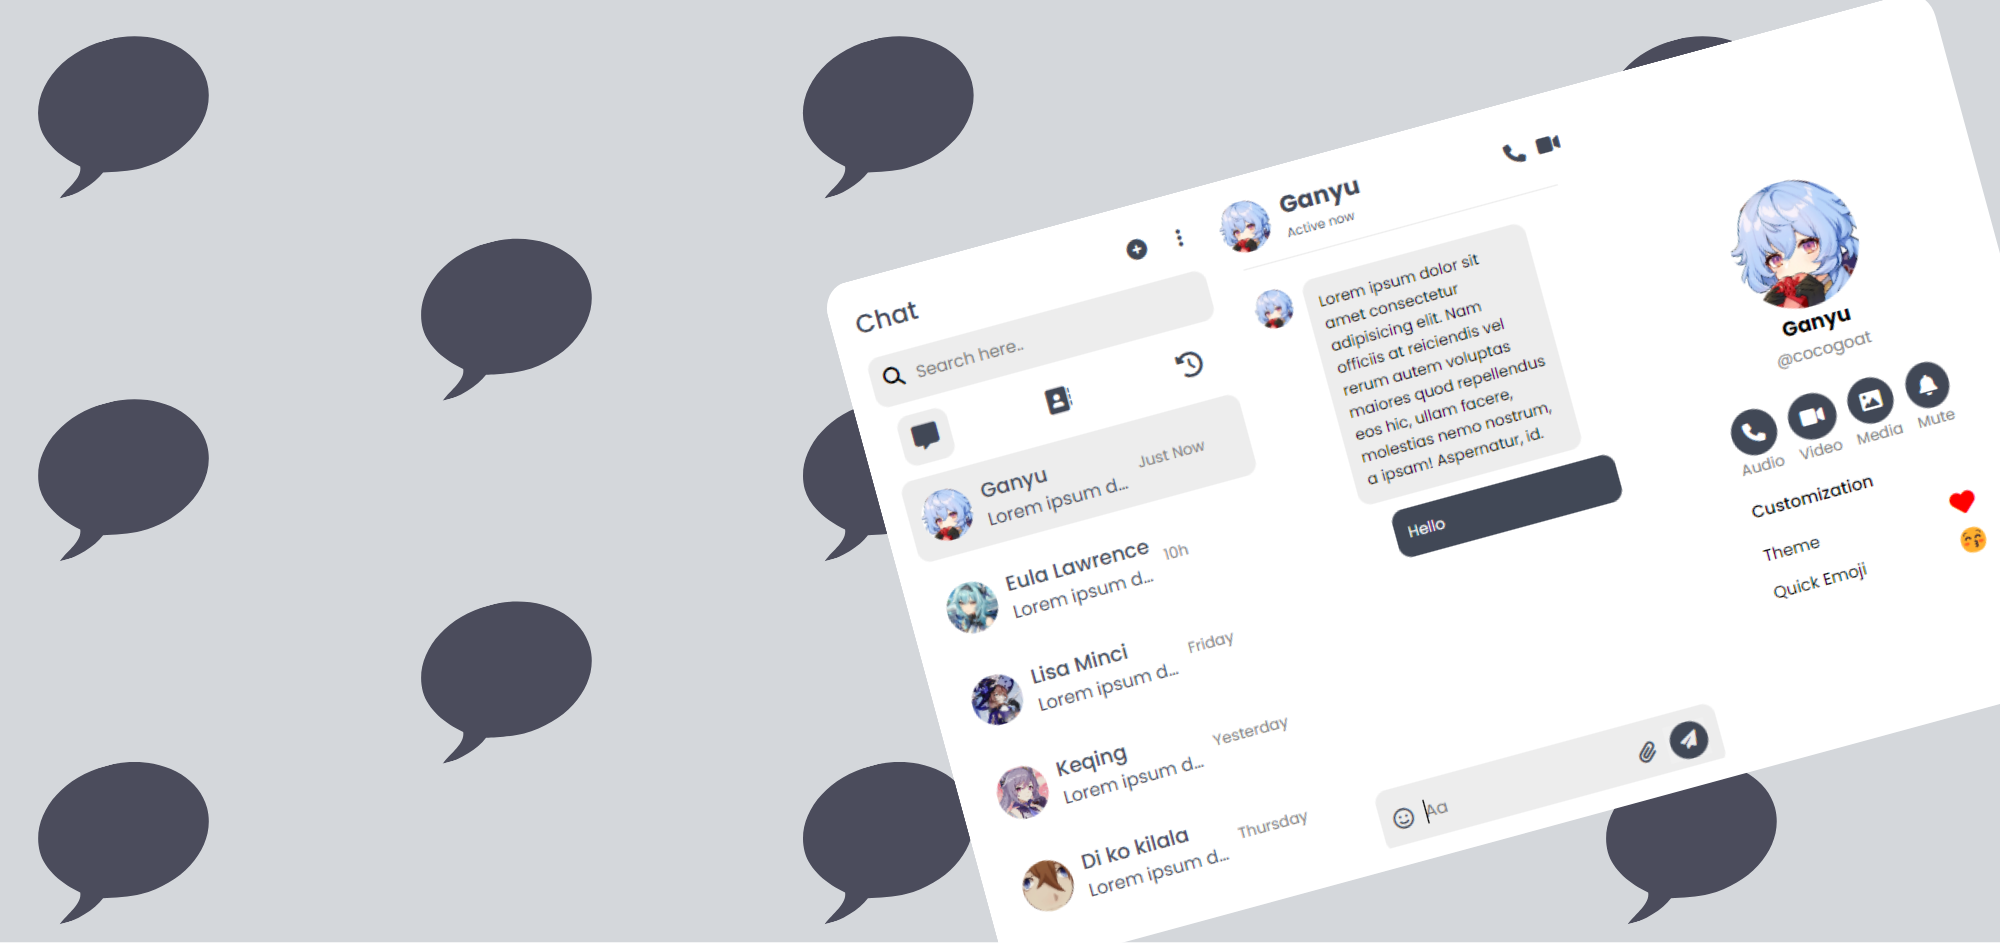 Chat
Search here..
Ganyu
Just Now
Lorem ipsum d...
Eula Lawrence
10h
Lorem ipsum d...
Lisa Minci
Friday
Lorem ipsum d...
Keqing
Yesterday
Lorem ipsum d...
Di ko kilala
Thursday
Lorem ipsum d...
Ganyu
Active now
Lorem ipsum dolor sit
amet consectetur
adipisicing elit. Nam
officiis at reiciendis vel
rerum autem voluptas
maiores quod repellendus
eos hic, ullam facere,
molestias nemo nostrum,
a ipsam! Aspernatur, id.
Hello
Aa
Ganyu
@cocogoat
Audio
Video
Media
Mute
Customization
Theme
Quick Emoji